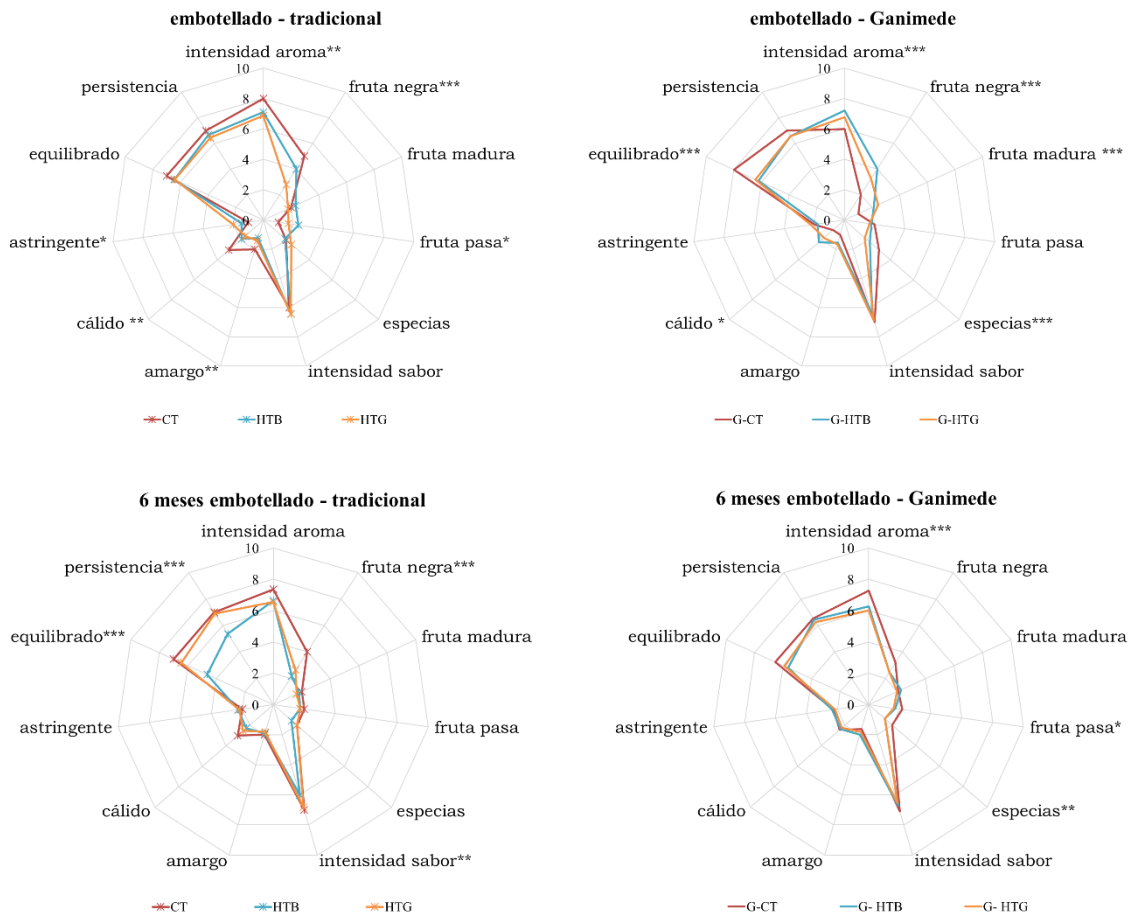 embotellado - tradicional
intensidad aroma**
10
persistencia
fruta negra***
8
6
equilibrado
fruta madura
4
2
0
astringente*
fruta pasa*
cálido **
especias
amargo**
intensidad sabor
CT
HTB
HTG
embotellado - Ganimede
intensidad aroma***
10
persistencia
fruta negra***
8
6
equilibrado***
fruta madura ***
4
2
0
astringente
fruta pasa
cálido *
especias***
amargo
intensidad sabor
G-CT
G-HTB
G-HTG
6 meses embotellado - tradicional
intensidad aroma
10
persistencia***
fruta negra***
8
6
equilibrado***
fruta madura
4
2
0
astringente
fruta pasa
cálido
especias
amargo
intensidad sabor**
CT
HTB
HTG
6 meses embotellado - Ganimede
intensidad aroma***
10
persistencia
fruta negra
8
6
equilibrado
fruta madura
4
2
0
astringente
fruta pasa*
cálido
especias**
amargo
intensidad sabor
G-CT
G- HTB
G- HTG